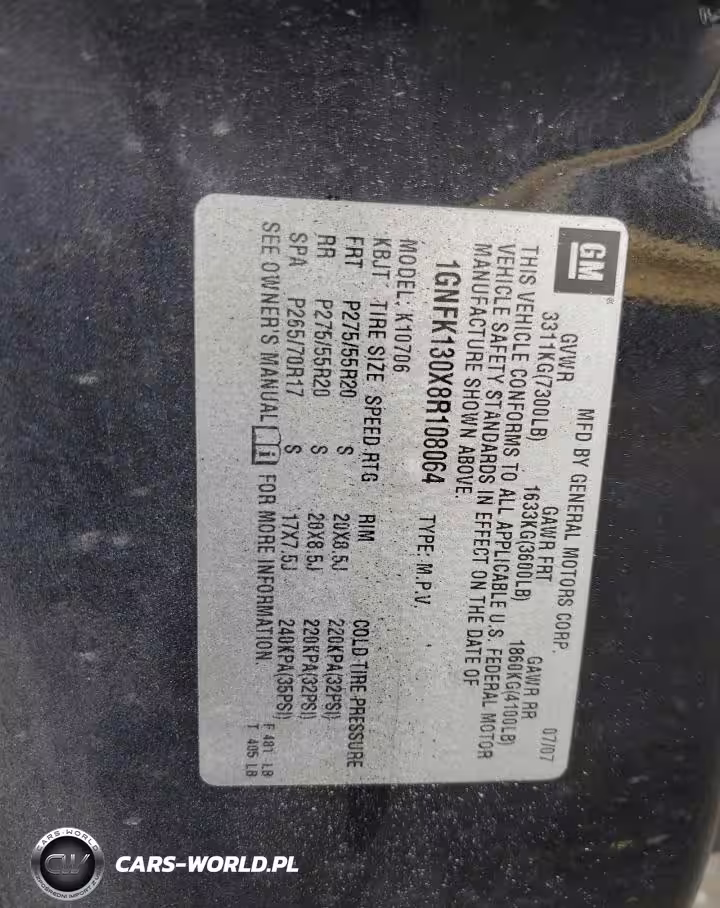 GM
MFD BY GENERAL MOTORS CORP. 07/07
GVWR GAWR FRT GAWR RR
3311KG(7300LB) 1633KG(3600LB) 1860KG(4100LB)
THIS VEHICLE CONFORMS TO ALL APPLICABLE U.S. FEDERAL MOTOR
VEHICLE SAFETY STANDARDS IN EFFECT ON THE DATE OF
MANUFACTURE SHOWN ABOVE.
1GNFK130X8R108064 TYPE: M.P.V.
MODEL: K10706
KBJT TIRE SIZE SPEED RTG RIM COLD TIRE PRESSURE
FRT P275/55R20 S 20X8.5J 220KPA(32PSI)
RR P275/55R20 S 20X8.5J 220KPA(32PSI)
SPA P265/70R17 S 17X7.5J 240KPA(35PSI)
SEE OWNER'S MANUAL FOR MORE INFORMATION
F 481 LB
T 405 LB
CARS-WORLD
CW
CARS-WORLD.PL